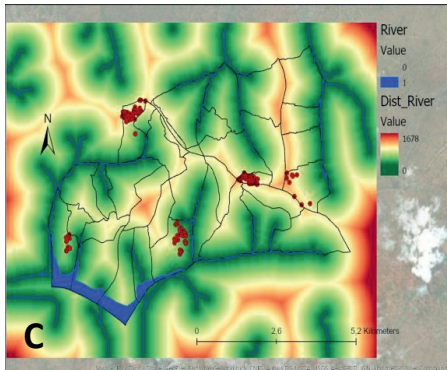 River
Value
0
1
Dist_River
Value
1678
0
N
C
0 2.6 5.2 Kilometers